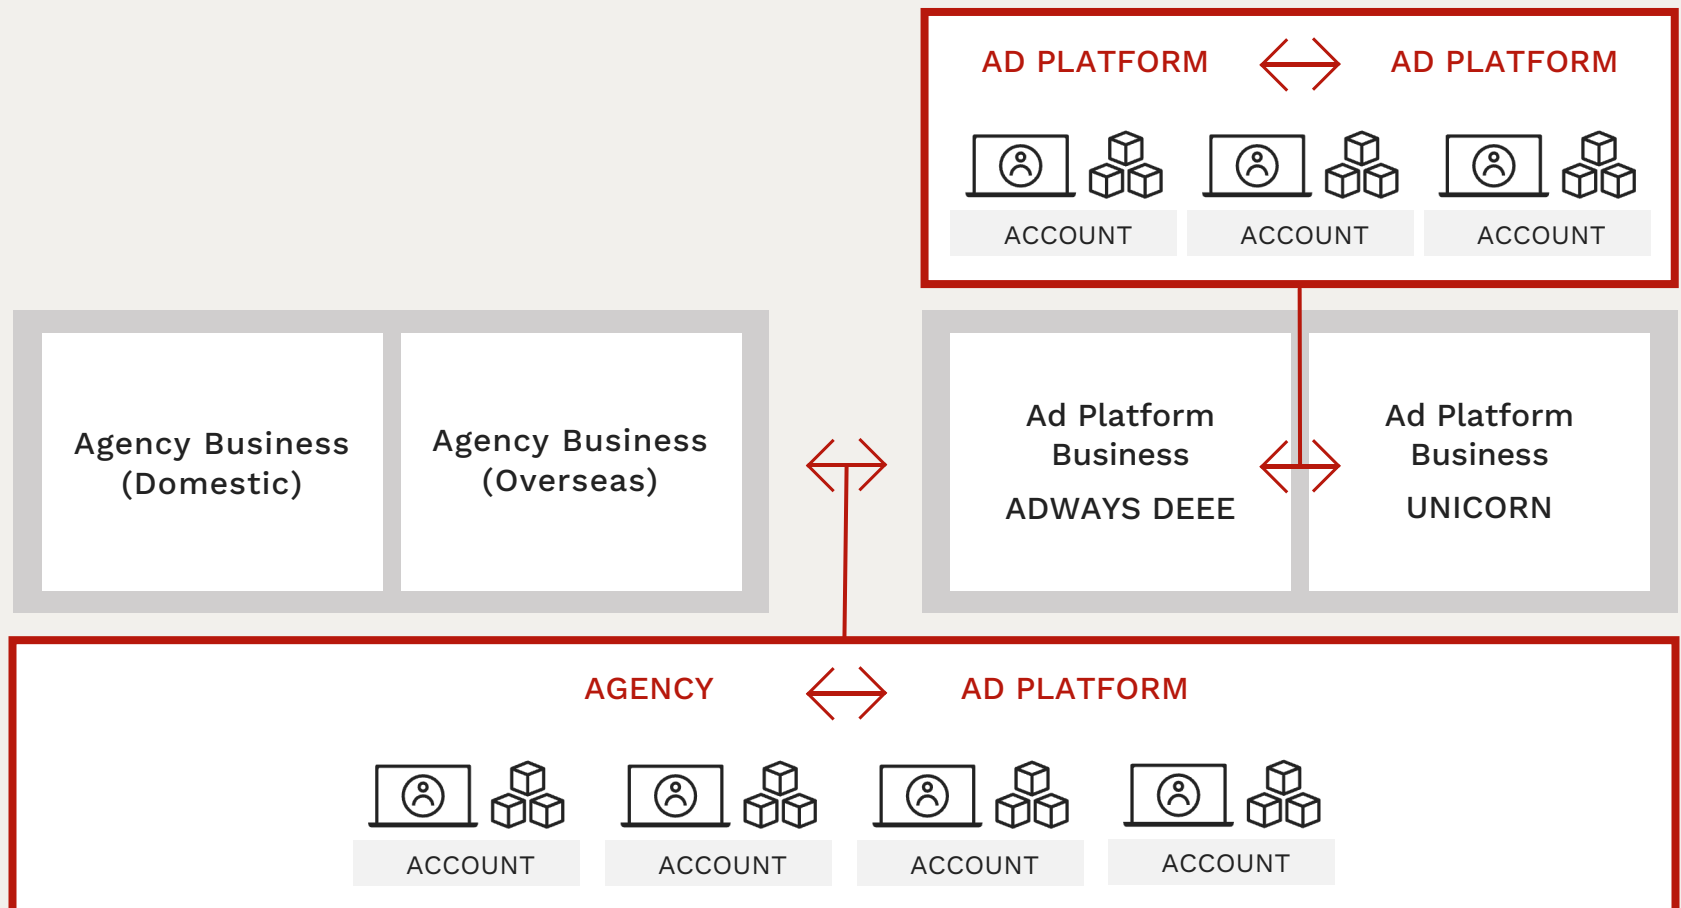 AD PLATFORM AD PLATFORM
ACCOUNT ACCOUNT ACCOUNT
Agency Business
(Domestic)
Agency Business
(Overseas)
Ad Platform
Business
ADWAYS DEEE
Ad Platform
Business
UNICORN
AGENCY AD PLATFORM
ACCOUNT ACCOUNT ACCOUNT ACCOUNT